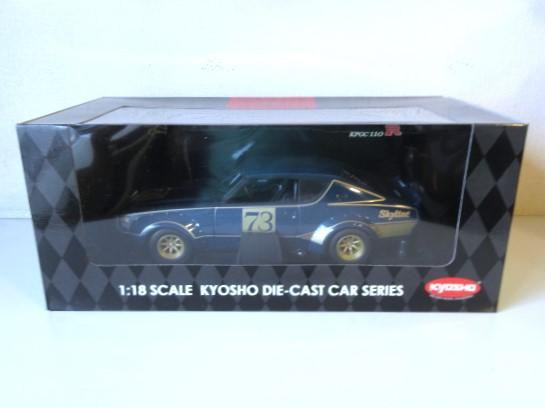 KPGC110 R
73
Skyline
1:18 SCALE KYOSHO DIE-CAST CAR SERIES
KYOSHO